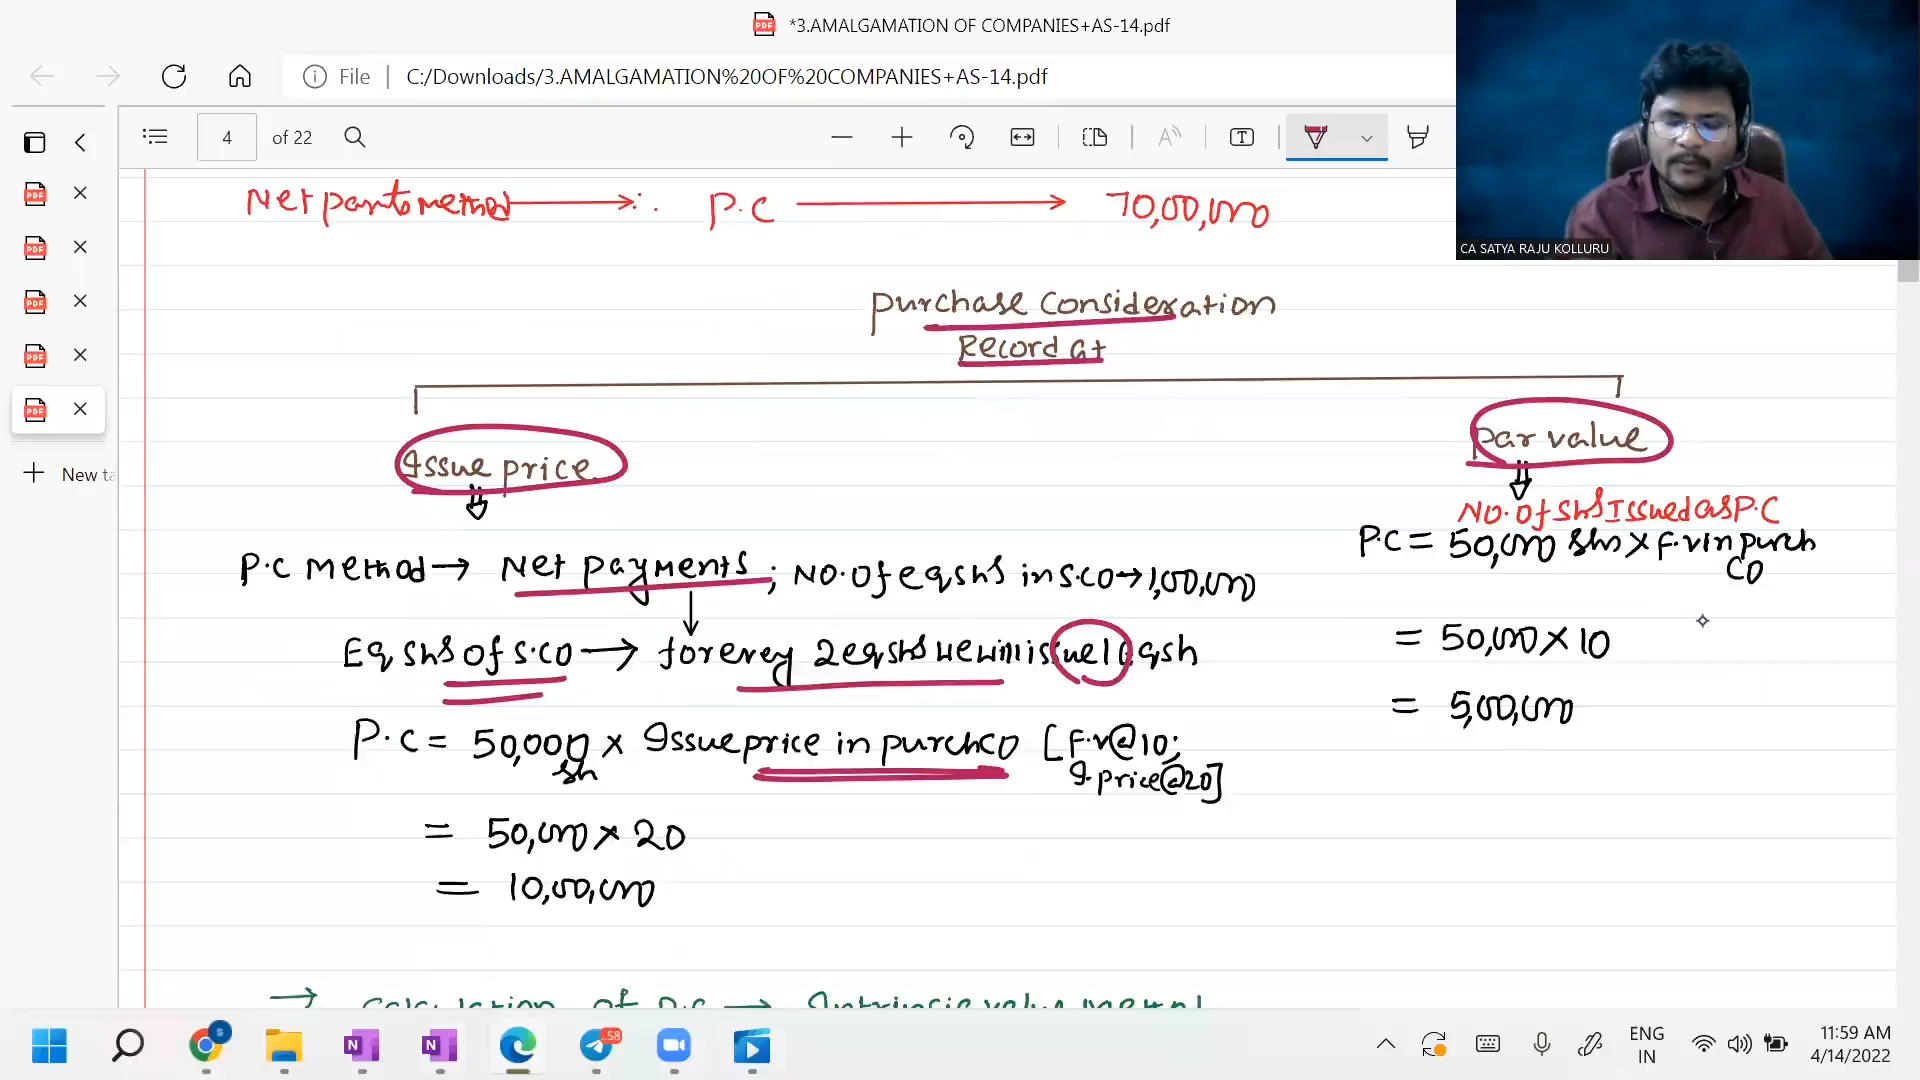 *3.AMALGAMATION OF COMPANIES+AS-14.pdf
File
C:/Downloads/3.AMALGAMATION%20OF%20COMPANIES+AS-14.pdf
4 of 22
CA SATYA RAJU KOLLURU
New ta
P.C 70,00,000
Purchase Consideration
Record at
Issue price
Par value
No. of shs Issued as P.C
P.C = 50,000 shs x F.v in purch
CO
P.C Method → Net payments ; NO. Of eq shs in S.CO → 1,00,000
Eq shs of S.CO → for every 2 eq shs we will issue 1 eqsh
= 50,000 x 10
= 5,00,000
P.C = 50,000 x Issue price in purch CO [F.v@10;
sh
I.price@20]
= 50,000 x 20
= 10,00,000
→ Calculation of P.C → Intrinsic value method
ENG
IN
11:59 AM
4/14/2022